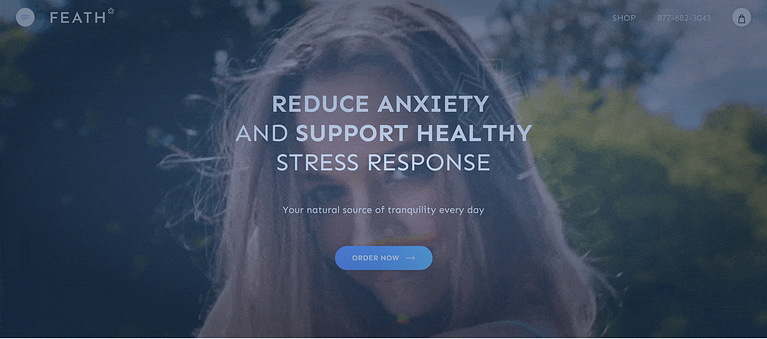 FEATH
SHOP
877-682-3043
REDUCE ANXIETY
AND SUPPORT HEALTHY
STRESS RESPONSE
Your natural source of tranquility every day
ORDER NOW